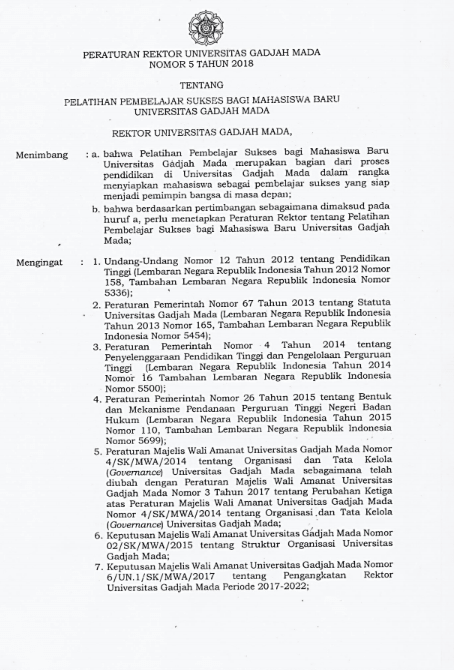 PERATURAN REKTOR UNIVERSITAS GADJAH MADA
NOMOR 5 TAHUN 2018
TENTANG
PELATIHAN PEMBELAJAR SUKSES BAGI MAHASISWA BARU
UNIVERSITAS GADJAH MADA
REKTOR UNIVERSITAS GADJAH MADA,
Menimbang : a. bahwa Pelatihan Pembelajar Sukses bagi Mahasiswa Baru
Universitas Gadjah Mada merupakan bagian dari proses
pendidikan di Universitas Gadjah Mada dalam rangka
menyiapkan mahasiswa sebagai pembelajar sukses yang siap
menjadi pemimpin bangsa di masa depan;
b. bahwa berdasarkan pertimbangan sebagaimana dimaksud pada
huruf a, perlu menetapkan Peraturan Rektor tentang Pelatihan
Pembelajar Sukses bagi Mahasiswa Baru Universitas Gadjah
Mada;
Mengingat : 1. Undang-Undang Nomor 12 Tahun 2012 tentang Pendidikan
Tinggi (Lembaran Negara Republik Indonesia Tahun 2012 Nomor
158, Tambahan Lembaran Negara Republik Indonesia Nomor
5336);
2. Peraturan Pemerintah Nomor 67 Tahun 2013 tentang Statuta
Universitas Gadjah Mada (Lembaran Negara Republik Indonesia
Tahun 2013 Nomor 165, Tambahan Lembaran Negara Republik
Indonesia Nomor 5454);
3. Peraturan Pemerintah Nomor 4 Tahun 2014 tentang
Penyelenggaraan Pendidikan Tinggi dan Pengelolaan Perguruan
Tinggi (Lembaran Negara Republik Indonesia Tahun 2014
Nomor 16 Tambahan Lembaran Negara Republik Indonesia
Nomor 5500);
4. Peraturan Pemerintah Nomor 26 Tahun 2015 tentang Bentuk
dan Mekanisme Pendanaan Perguruan Tinggi Negeri Badan
Hukum (Lembaran Negara Republik Indonesia Tahun 2015
Nomor 110, Tambahan Lembaran Negara Republik Indonesia
Nomor 5699);
5. Peraturan Majelis Wali Amanat Universitas Gadjah Mada Nomor
4/SK/MWA/2014 tentang Organisasi dan Tata Kelola
(Governance) Universitas Gadjah Mada sebagaimana telah
diubah dengan Peraturan Majelis Wali Amanat Universitas
Gadjah Mada Nomor 3 Tahun 2017 tentang Perubahan Ketiga
atas Peraturan Majelis Wali Amanat Universitas Gadjah Mada
Nomor 4/SK/MWA/2014 tentang Organisasi dan Tata Kelola
(Governance) Universitas Gadjah Mada;
6. Keputusan Majelis Wali Amanat Universitas Gadjah Mada Nomor
02/SK/MWA/2015 tentang Struktur Organisasi Universitas
Gadjah Mada;
7. Keputusan Majelis Wali Amanat Universitas Gadjah Mada Nomor
6/UN.1/SK/MWA/2017 tentang Pengangkatan Rektor
Universitas Gadjah Mada Periode 2017-2022;